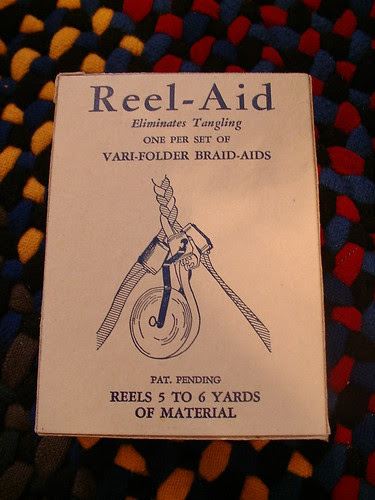 Reel-Aid
Eliminates Tangling
ONE PER SET OF
VARI-FOLDER BRAID-AIDS
PAT. PENDING
REELS 5 TO 6 YARDS
OF MATERIAL